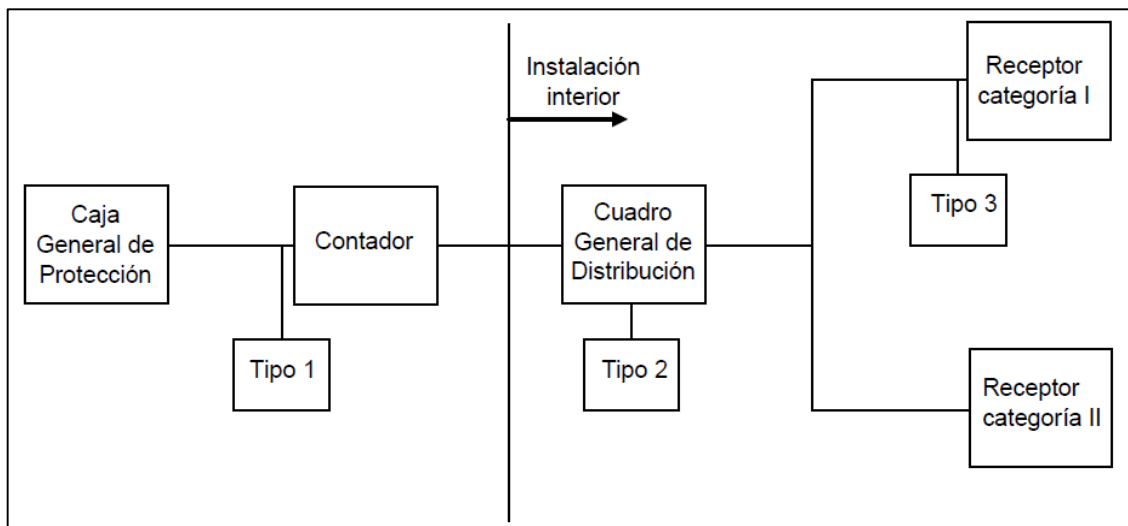 Instalación
interior
Receptor
categoría I
Caja
General de
Protección
Contador
Cuadro
General de
Distribución
Tipo 3
Tipo 1
Tipo 2
Receptor
categoría II